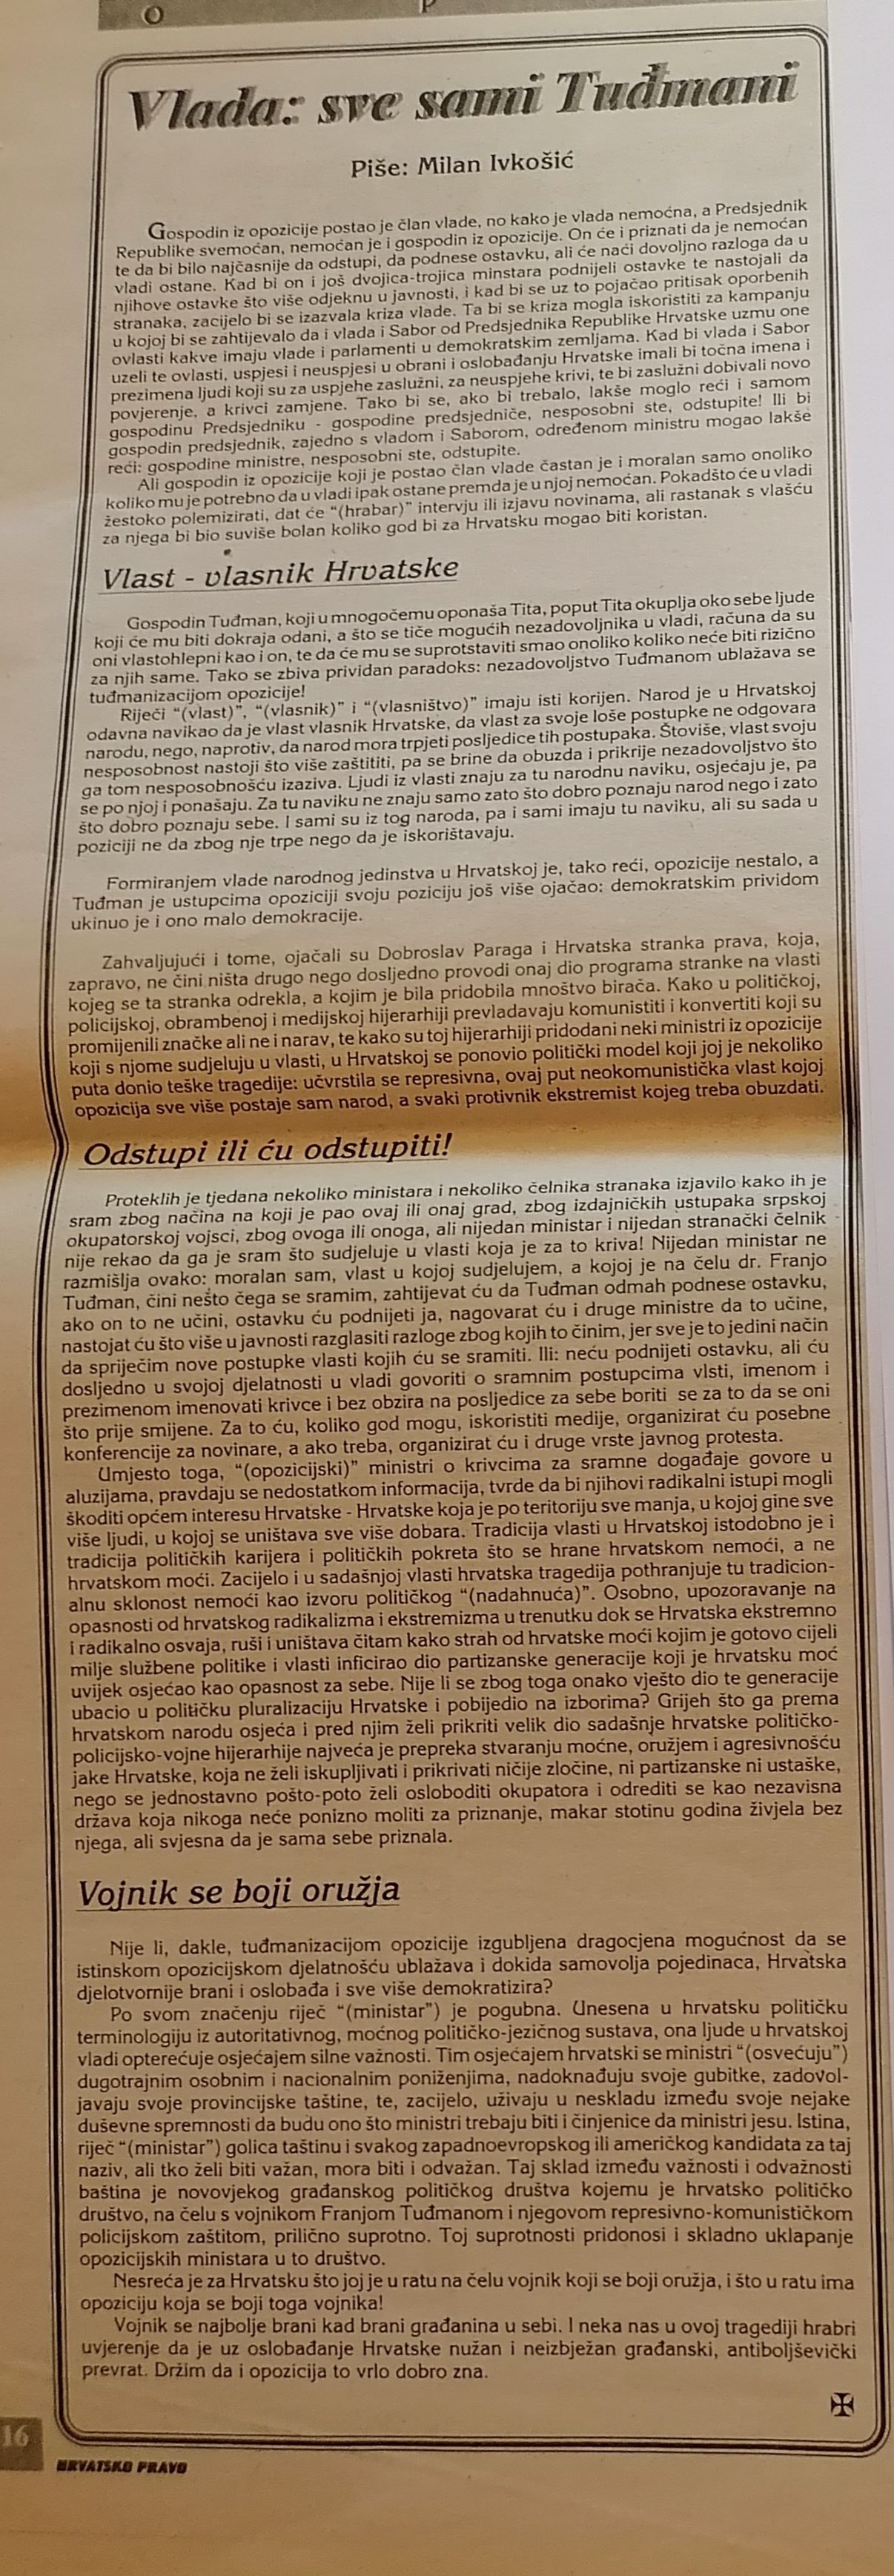 O
P
Vlada: sve sami Tuđmani
Piše: Milan Ivkošić
Gospodin iz opozicije postao je član vlade, no kako je vlada nemoćna, a Predsjednik
Republike svemoćan, nemoćan je i gospodin iz opozicije. On će i priznati da je nemoćan
te da bi bilo najčasnije da odstupi, da podnese ostavku, ali će naći dovoljno razloga da u
vladi ostane. Kad bi on i još dvojica-trojica minstara podnijeli ostavke te nastojali da
njihove ostavke što više odjeknu u javnosti, i kad bi se uz to pojačao pritisak oporbenih
stranaka, zacijelo bi se izazvala kriza vlade. Ta bi se kriza mogla iskoristiti za kampanju
u kojoj bi se zahtijevalo da i vlada i Sabor od Predsjednika Republike Hrvatske uzmu one
ovlasti kakve imaju vlade i parlamenti u demokratskim zemljama. Kad bi vlada i Sabor
uzeli te ovlasti, uspjesi i neuspjesi u obrani i oslobađanju Hrvatske imali bi točna imena i
prezimena ljudi koji su za uspjehe zaslužni, za neuspjehe krivi, te bi zaslužni dobivali novo
povjerenje, a krivci zamjene. Tako bi se, ako bi trebalo, lakše moglo reći i samom
gospodinu Predsjedniku - gospodine predsjedniče, nesposobni ste, odstupite! Ili bi
gospodin predsjednik, zajedno s vladom i Saborom, određenom ministru mogao lakše
reći: gospodine ministre, nesposobni ste, odstupite.
Ali gospodin iz opozicije koji je postao član vlade častan je i moralan samo onoliko
koliko mu je potrebno da u vladi ipak ostane premda je u njoj nemoćan. Pokadšto će u vladi
žestoko polemizirati, dat će “(hrabar)” intervju ili izjavu novinama, ali rastanak s vlašću
za njega bi bio suviše bolan koliko god bi za Hrvatsku mogao biti koristan.
Vlast - vlasnik Hrvatske
Gospodin Tuđman, koji u mnogočemu oponaša Tita, poput Tita okuplja oko sebe ljude
koji će mu biti dokraja odani, a što se tiče mogućih nezadovoljnika u vladi, računa da su
oni vlastohlepni kao i on, te da će mu se suprotstaviti smao onoliko koliko neće biti rizično
za njih same. Tako se zbiva prividan paradoks: nezadovoljstvo Tuđmanom ublažava se
tuđmanizacijom opozicije!
Riječi “(vlast)”, “(vlasnik)” i “(vlasništvo)” imaju isti korijen. Narod je u Hrvatskoj
odavna navikao da je vlast vlasnik Hrvatske, da vlast za svoje loše postupke ne odgovara
narodu, nego, naprotiv, da narod mora trpjeti posljedice tih postupaka. Štoviše, vlast svoju
nesposobnost nastoji što više zaštititi, pa se brine da obuzda i prikrije nezadovoljstvo što
ga tom nesposobnošću izaziva. Ljudi iz vlasti znaju za tu narodnu naviku, osjećaju je, pa
se po njoj i ponašaju. Za tu naviku ne znaju samo zato što dobro poznaju narod nego i zato
što dobro poznaju sebe. I sami su iz tog naroda, pa i sami imaju tu naviku, ali su sada u
poziciji ne da zbog nje trpe nego da je iskorištavaju.
Formiranjem vlade narodnog jedinstva u Hrvatskoj je, tako reći, opozicije nestalo, a
Tuđman je ustupcima opoziciji svoju poziciju još više ojačao: demokratskim prividom
ukinuo je i ono malo demokracije.
Zahvaljujući i tome, ojačali su Dobroslav Paraga i Hrvatska stranka prava, koja,
zapravo, ne čini ništa drugo nego dosljedno provodi onaj dio programa stranke na vlasti
kojeg se ta stranka odrekla, a kojim je bila pridobila mnoštvo birača. Kako u političkoj,
policijskoj, obrambenoj i medijskoj hijerarhiji prevladavaju komunistiti i konvertiti koji su
promijenili značke ali ne i narav, te kako su toj hijerarhiji pridodani neki ministri iz opozicije
koji s njome sudjeluju u vlasti, u Hrvatskoj se ponovio politički model koji joj je nekoliko
puta donio teške tragedije: učvrstila se represivna, ovaj put neokomunistička vlast kojoj
opozicija sve više postaje sam narod, a svaki protivnik ekstremist kojeg treba obuzdati.
Odstupi ili ću odstupiti!
Proteklih je tjedana nekoliko ministara i nekoliko čelnika stranaka izjavilo kako ih je
sram zbog načina na koji je pao ovaj ili onaj grad, zbog izdajničkih ustupaka srpskoj
okupatorskoj vojsci, zbog ovoga ili onoga, ali nijedan ministar i nijedan stranački čelnik
nije rekao da ga je sram što sudjeluje u vlasti koja je za to kriva! Nijedan ministar ne
razmišlja ovako: moralan sam, vlast u kojoj sudjelujem, a kojoj je na čelu dr. Franjo
Tuđman, čini nešto čega se sramim, zahtijevat ću da Tuđman odmah podnese ostavku,
ako on to ne učini, ostavku ću podnijeti ja, nagovarat ću i druge ministre da to učine,
nastojat ću što više u javnosti razglasiti razloge zbog kojih to činim, jer sve je to jedini način
da spriječim nove postupke vlasti kojih ću se sramiti. Ili: neću podnijeti ostavku, ali ću
dosljedno u svojoj djelatnosti u vladi govoriti o sramnim postupcima vlsti, imenom i
prezimenom imenovati krivce i bez obzira na posljedice za sebe boriti se za to da se oni
što prije smijene. Za to ću, koliko god mogu, iskoristiti medije, organizirat ću posebne
konferencije za novinare, a ako treba, organizirat ću i druge vrste javnog protesta.
Umjesto toga, “(opozicijski)” ministri o krivcima za sramne događaje govore u
aluzijama, pravdaju se nedostatkom informacija, tvrde da bi njihovi radikalni istupi mogli
škoditi općem interesu Hrvatske - Hrvatske koja je po teritoriju sve manja, u kojoj gine sve
više ljudi, u kojoj se uništava sve više dobara. Tradicija vlasti u Hrvatskoj istodobno je i
tradicija političkih karijera i političkih pokreta što se hrane hrvatskom nemoći, a ne
hrvatskom moći. Zacijelo i u sadašnjoj vlasti hrvatska tragedija pothranjuje tu tradicion-
alnu sklonost nemoći kao izvoru političkog “(nadahnuća)”. Osobno, upozoravanje na
opasnosti od hrvatskog radikalizma i ekstremizma u trenutku dok se Hrvatska ekstremno
i radikalno osvaja, ruši i uništava čitam kako strah od hrvatske moći kojim je gotovo cijeli
milje službene politike i vlasti inficirao dio partizanske generacije koji je hrvatsku moć
uvijek osjećao kao opasnost za sebe. Nije li se zbog toga onako vješto dio te generacije
ubacio u političku pluralizaciju Hrvatske i pobijedio na izborima? Grijeh što ga prema
hrvatskom narodu osjeća i pred njim želi prikriti velik dio sadašnje hrvatske političko-
policijsko-vojne hijerarhije najveća je prepreka stvaranju moćne, oružjem i agresivnošću
jake Hrvatske, koja ne želi iskupljivati i prikrivati ničije zločine, ni partizanske ni ustaške,
nego se jednostavno pošto-poto želi osloboditi okupatora i odrediti se kao nezavisna
država koja nikoga neće ponizno moliti za priznanje, makar stotinu godina živjela bez
njega, ali svjesna da je sama sebe priznala.
Vojnik se boji oružja
Nije li, dakle, tuđmanizacijom opozicije izgubljena dragocjena mogućnost da se
istinskom opozicijskom djelatnošću ublažava i dokida samovolja pojedinaca, Hrvatska
djelotvornije brani i oslobađa i sve više demokratizira?
Po svom značenju riječ “(ministar”) je pogubna. Unesena u hrvatsku političku
terminologiju iz autoritativnog, moćnog političko-jezičnog sustava, ona ljude u hrvatskoj
vladi opterećuje osjećajem silne važnosti. Tim osjećajem hrvatski se ministri “(osvećuju”)
dugotrajnim osobnim i nacionalnim poniženjima, nadoknađuju svoje gubitke, zadovol-
javaju svoje provincijske taštine, te, zacijelo, uživaju u neskladu između svoje nejake
duševne spremnosti da budu ono što ministri trebaju biti i činjenice da ministri jesu. Istina,
riječ “(ministar”) golica taštinu i svakog zapadnoevropskog ili američkog kandidata za taj
naziv, ali tko želi biti važan, mora biti i odvažan. Taj sklad između važnosti i odvažnosti
baština je novovjekog građanskog političkog društva kojemu je hrvatsko političko
društvo, na čelu s vojnikom Franjom Tuđmanom i njegovom represivno-komunističkom
policijskom zaštitom, prilično suprotno. Toj suprotnosti pridonosi i skladno uklapanje
opozicijskih ministara u to društvo.
Nesreća je za Hrvatsku što joj je u ratu na čelu vojnik koji se boji oružja, i što u ratu ima
opoziciju koja se boji toga vojnika!
Vojnik se najbolje brani kad brani građanina u sebi. I neka nas u ovoj tragediji hrabri
uvjerenje da je uz oslobađanje Hrvatske nužan i neizbježan građanski, antiboljševički
prevrat. Držim da i opozicija to vrlo dobro zna.
16
HRVATSKO PRAVO